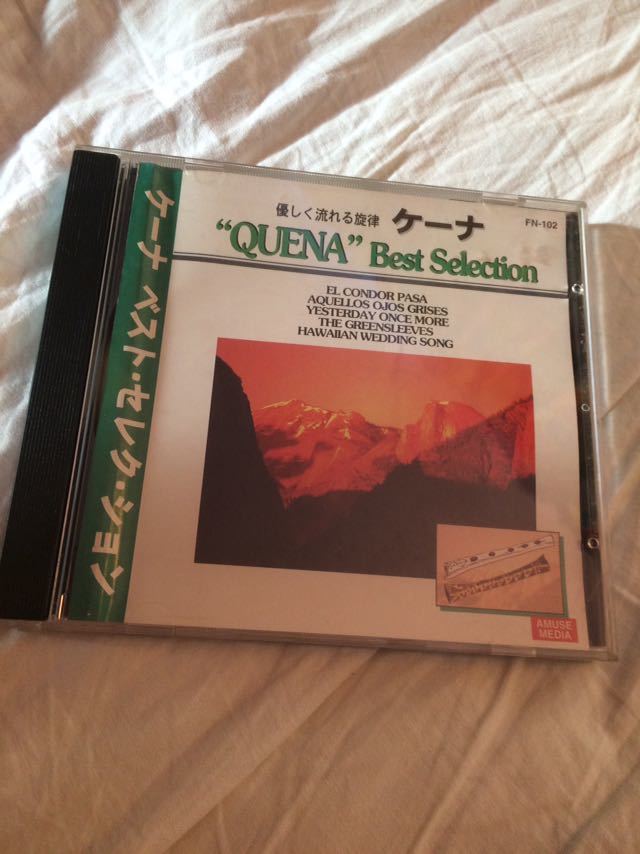 ケーナ ベスト・セレクション
優しく流れる旋律 ケーナ
FN-102
"QUENA" Best Selection
EL CONDOR PASA
AQUELLOS OJOS GRISES
YESTERDAY ONCE MORE
THE GREENSLEEVES
HAWAIIAN WEDDING SONG
AMUSE
MEDIA